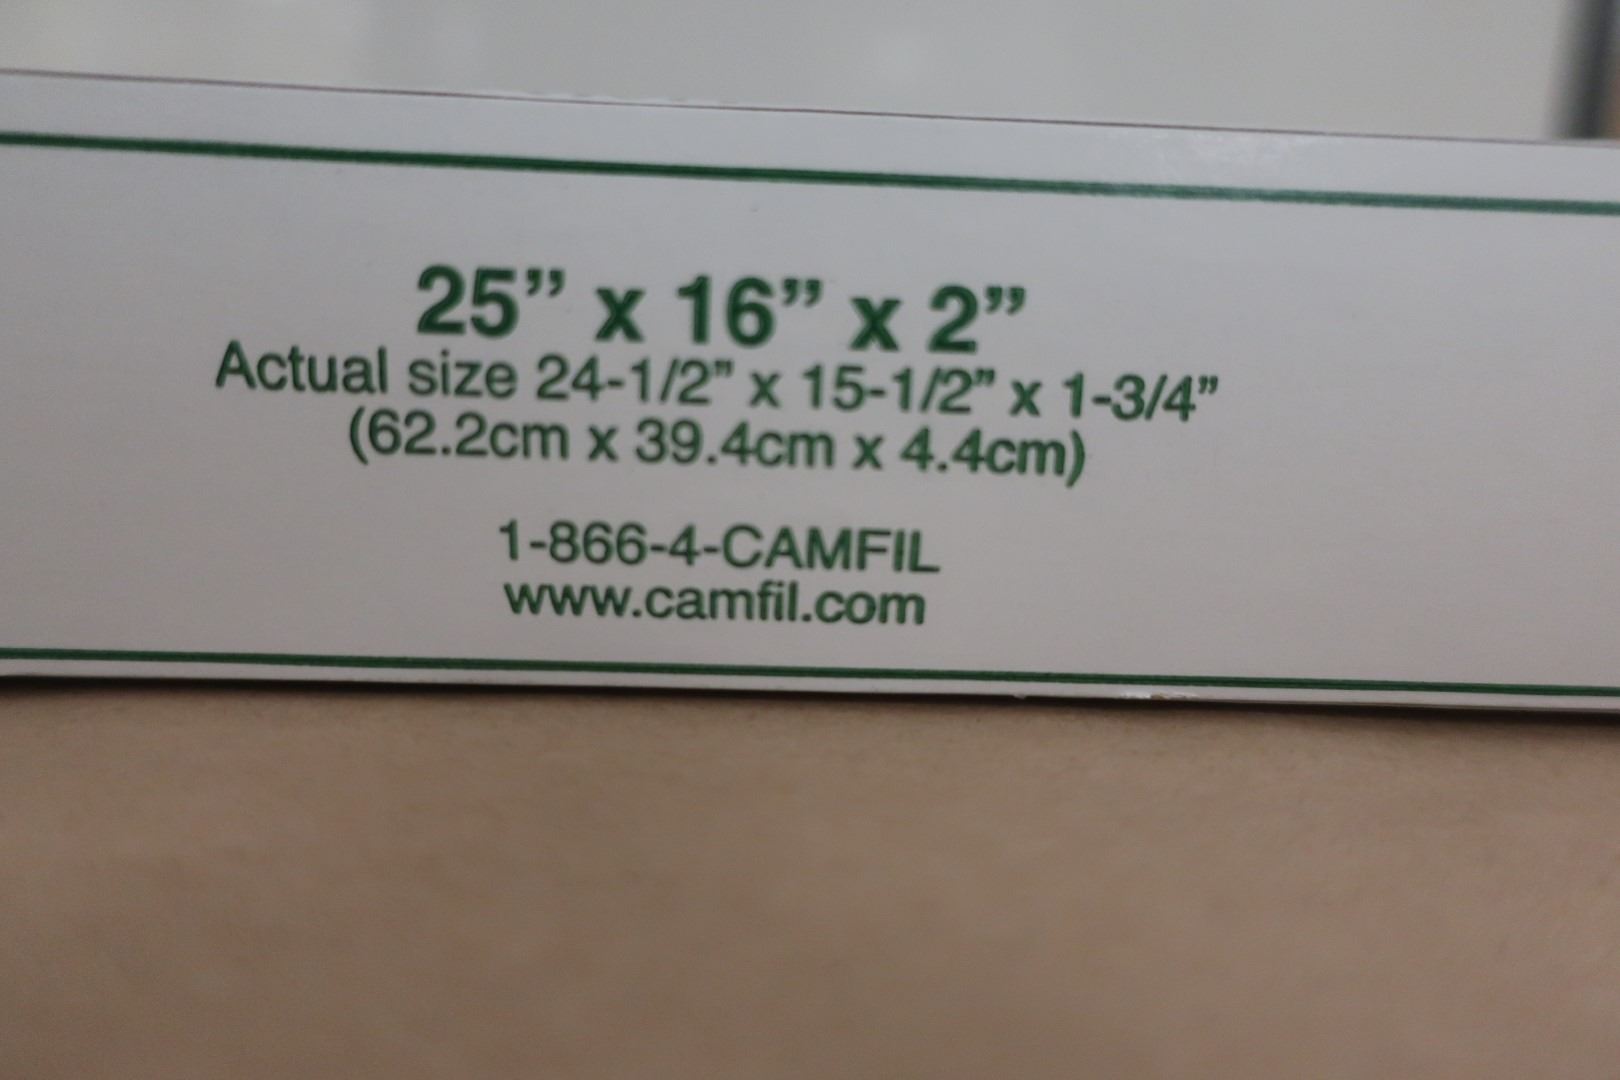 25” x 16” x 2”
Actual size 24-1/2” x 15-1/2” x 1-3/4”
(62.2cm x 39.4cm x 4.4cm)
1-866-4-CAMFIL
www.camfil.com